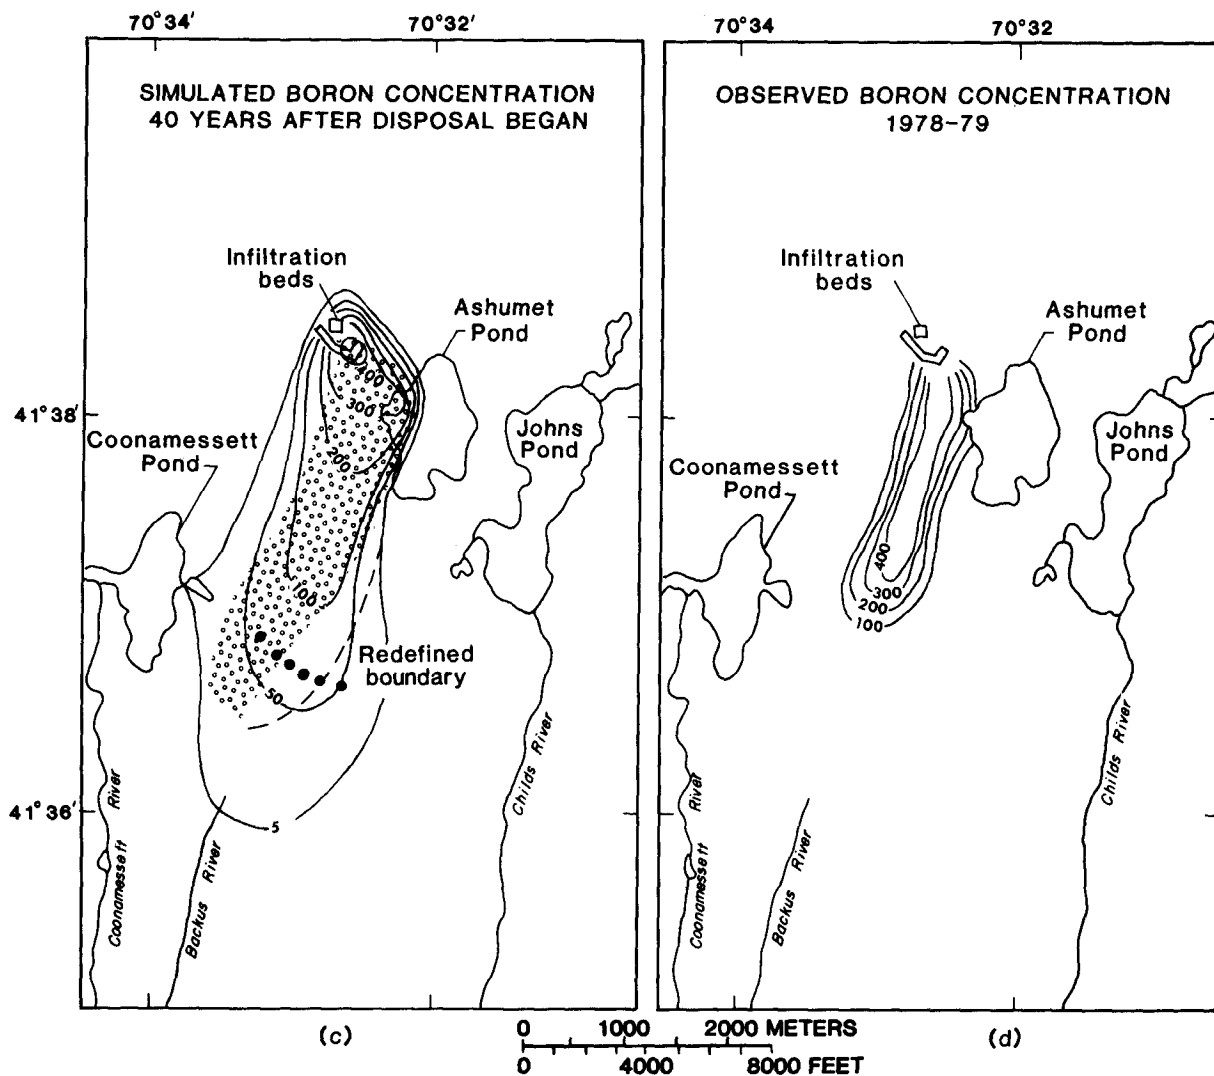 70°34'
70°32'
SIMULATED BORON CONCENTRATION
40 YEARS AFTER DISPOSAL BEGAN
Infiltration
beds
Ashumet
Pond
41°38'
Coonamessett
Pond
Johns
Pond
400
300
200
100
50
5
Redefined
boundary
41°36'
Coonamessett River
Backus River
Childs River
(c)
70°34
70°32
OBSERVED BORON CONCENTRATION
1978-79
Infiltration
beds
Ashumet
Pond
Coonamessett
Pond
Johns
Pond
400
300
200
100
Coonamessett River
Backus River
Childs River
(d)
0 1000 2000 METERS
0 4000 8000 FEET